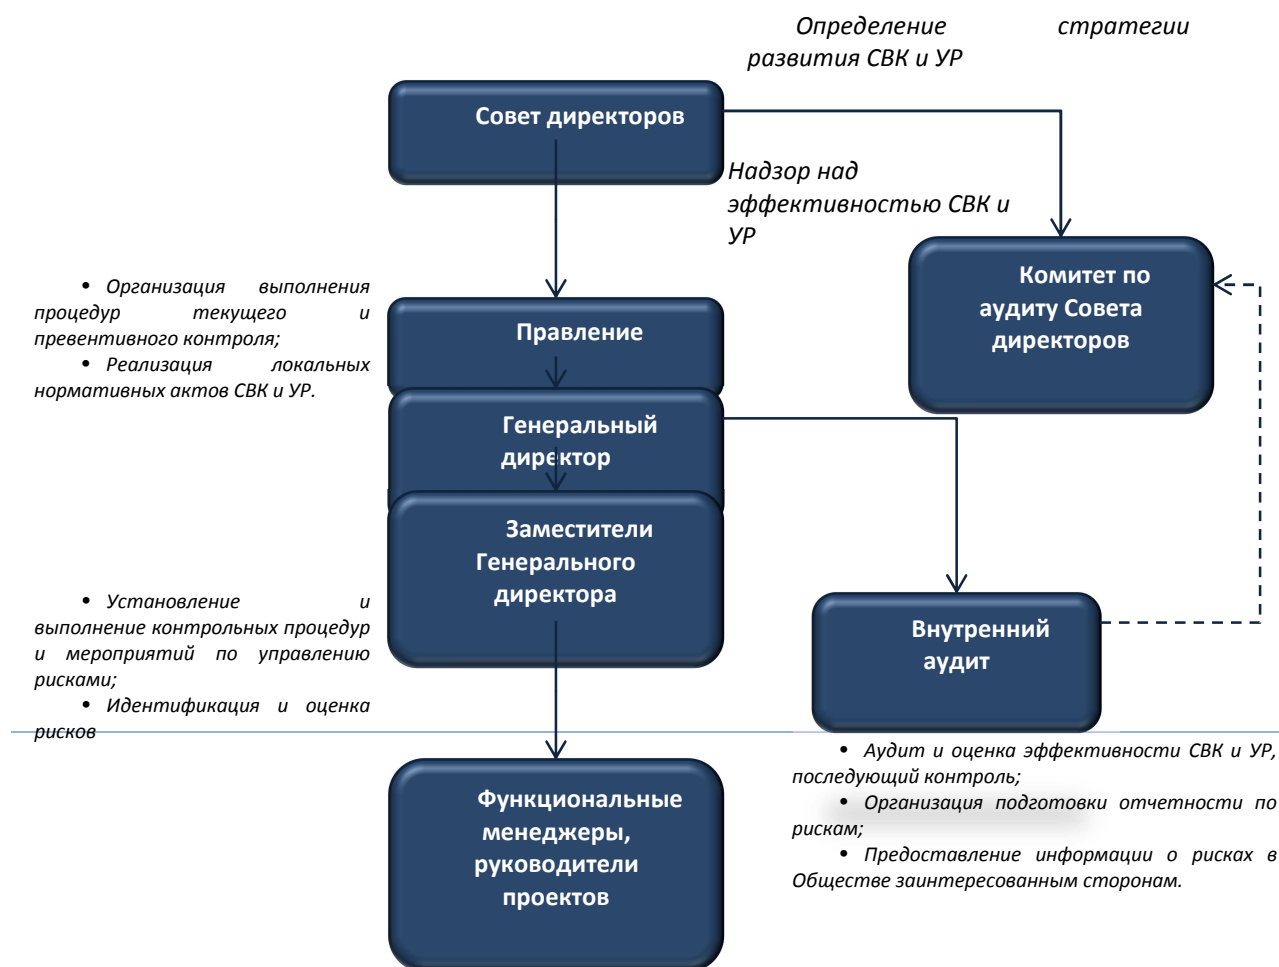 Определение стратегии
развития СВК и УР
Совет директоров
Надзор над
эффективностью СВК и
УР
Комитет по
аудиту Совета
директоров
• Организация выполнения
процедур текущего и
превентивного контроля;
• Реализация локальных
нормативных актов СВК и УР.
Правление
Генеральный
директор
Заместители
Генерального
директора
• Установление и
выполнение контрольных процедур
и мероприятий по управлению
рисками;
• Идентификация и оценка
рисков
Внутренний
аудит
• Аудит и оценка эффективности СВК и УР,
последующий контроль;
• Организация подготовки отчетности по
рискам;
• Предоставление информации о рисках в
Обществе заинтересованным сторонам.
Функциональные
менеджеры,
руководители
проектов